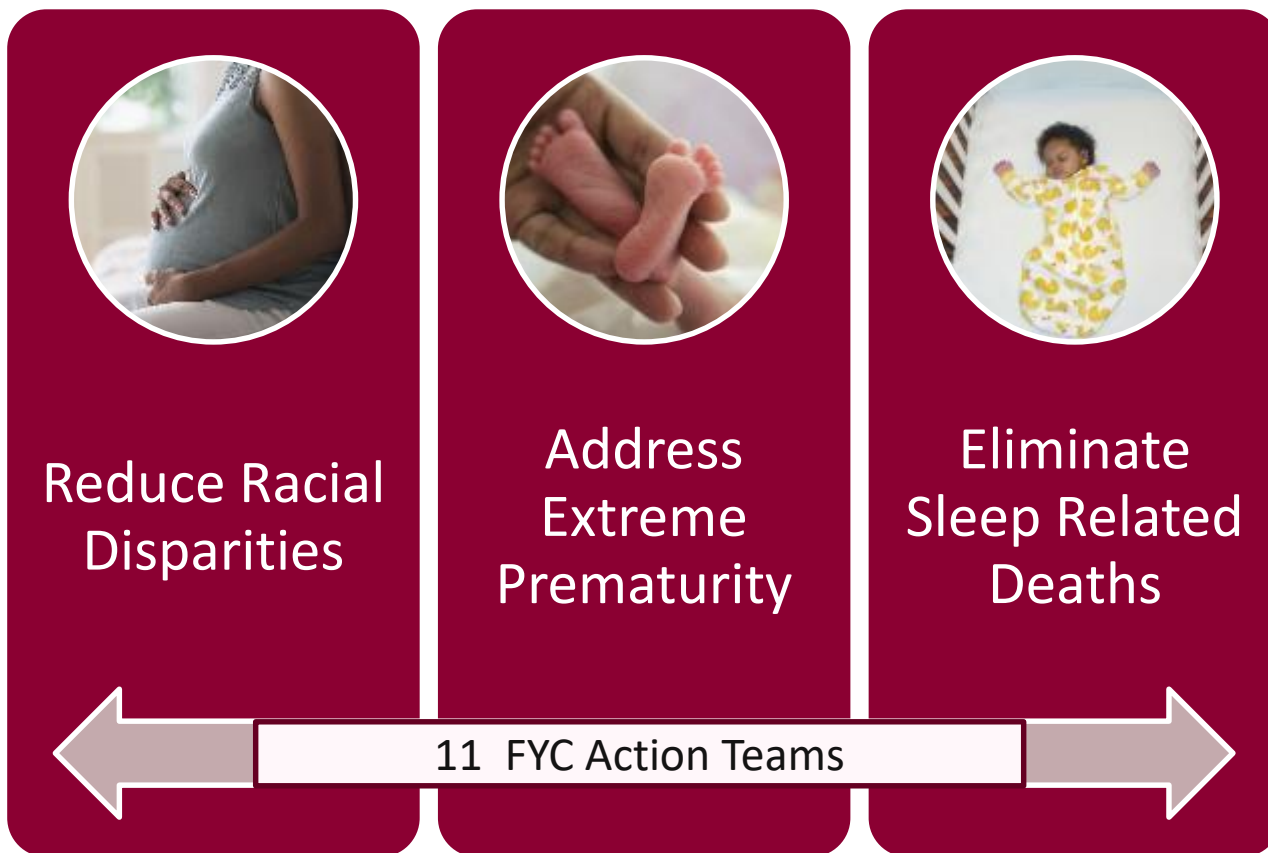 Reduce Racial
Disparities
Address
Extreme
Prematurity
Eliminate
Sleep Related
Deaths
11 FYC Action Teams